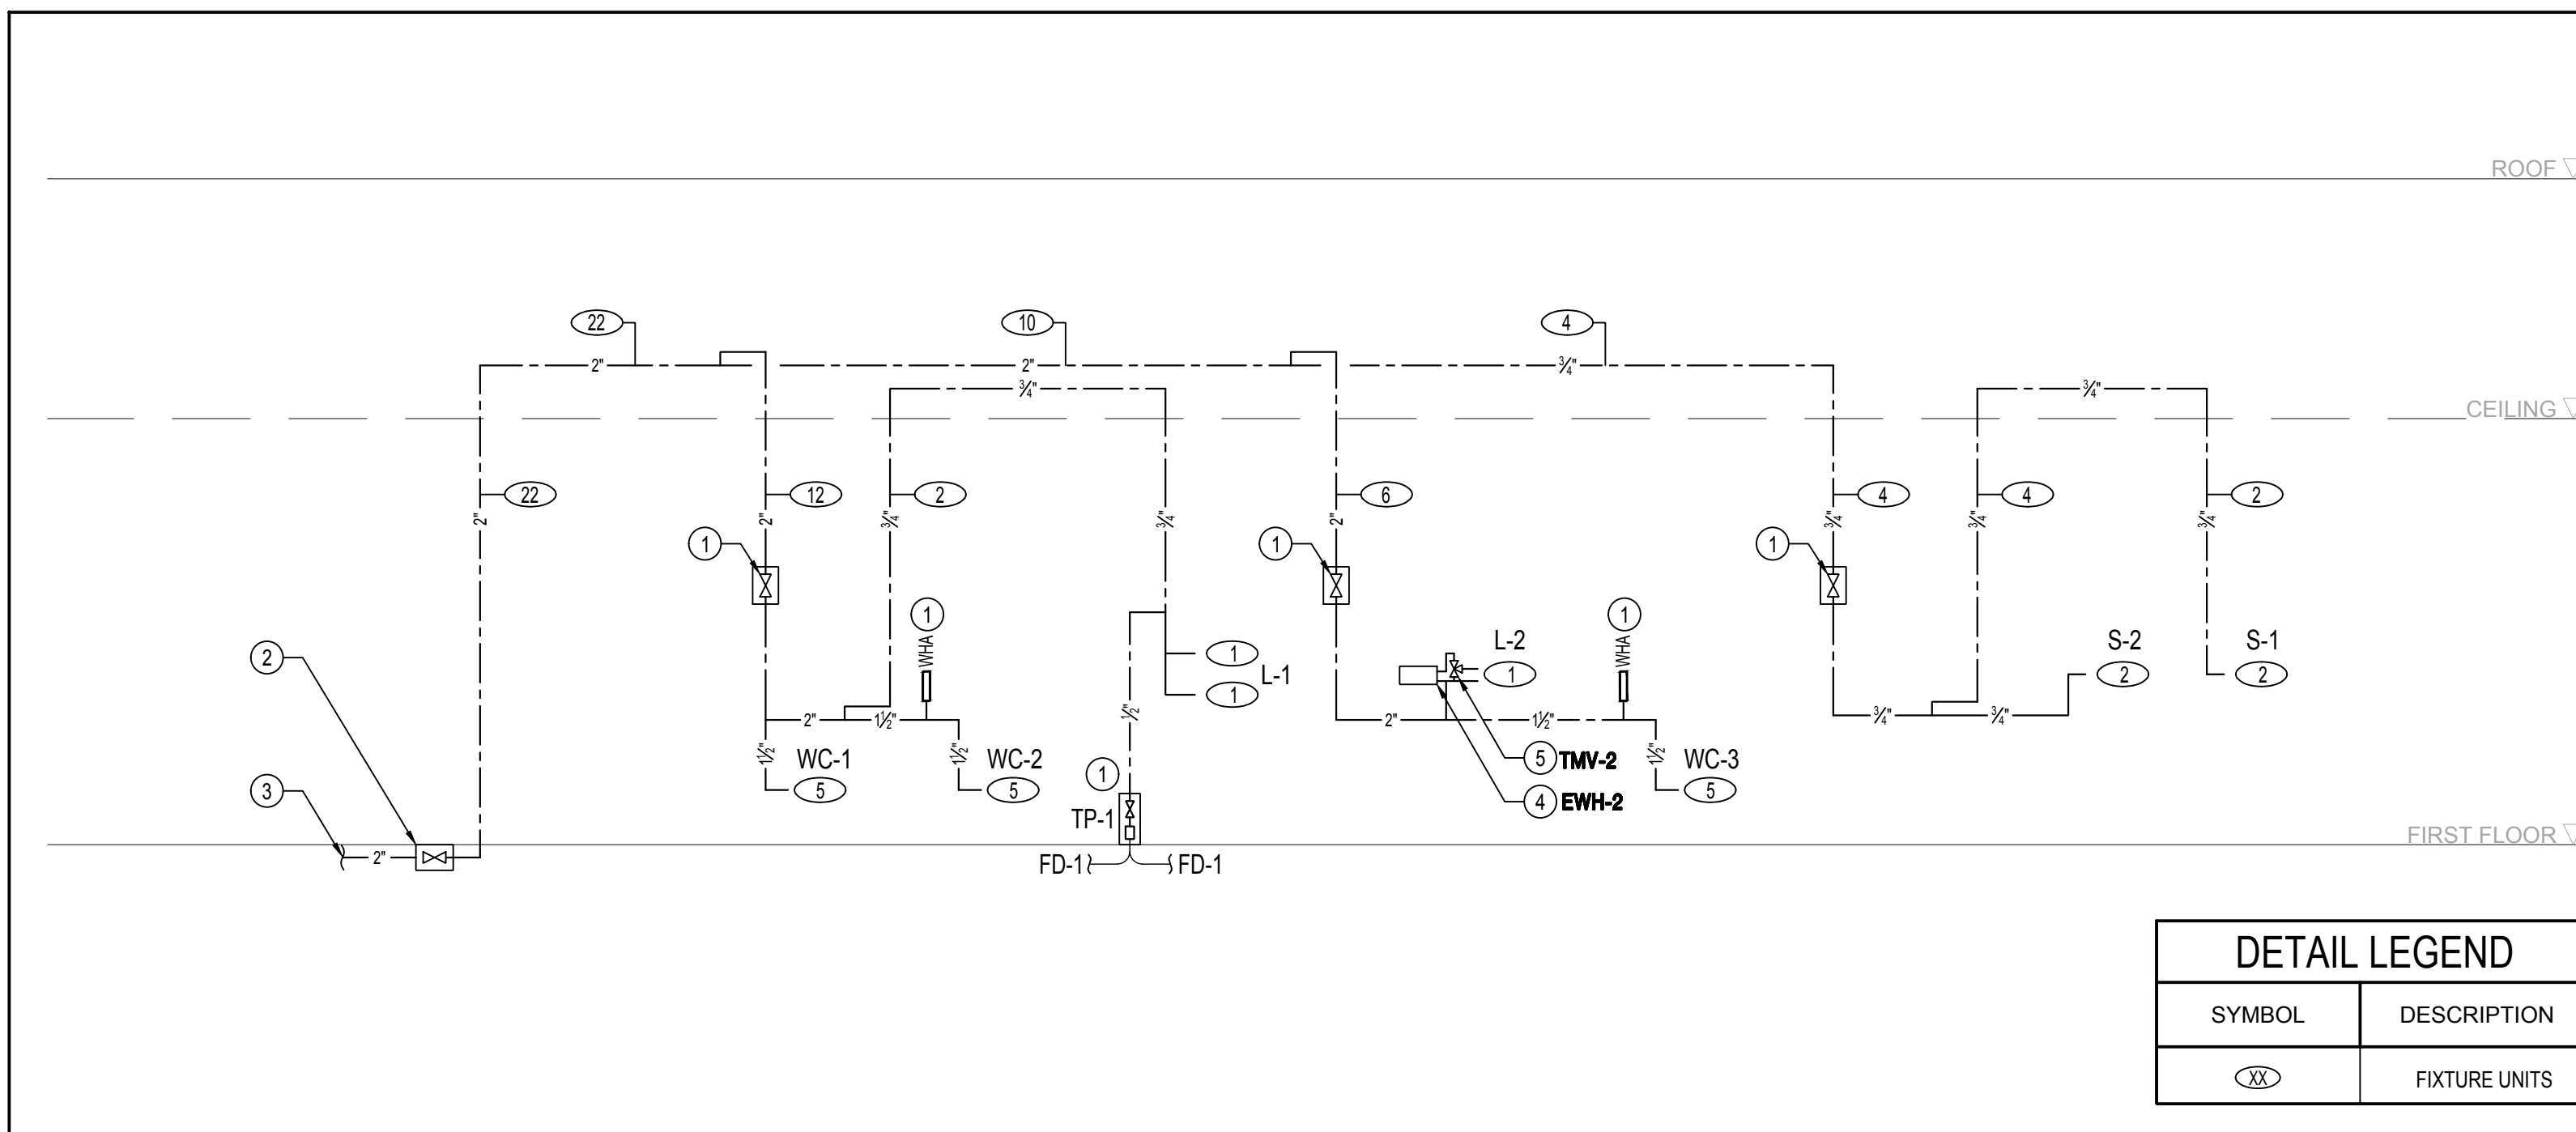 ROOF
22
10
4
2"
2"
¾"
¾"
¾"
CEILING
22
12
2
6
4
4
2
2"
2"
¾"
¾"
2"
¾"
¾"
¾"
1
1
1
1
WHA
1
WHA
2
1
1
L-1
L-2
1
S-2
2
S-1
2
½"
2"
1½"
2"
1½"
¾"
¾"
1½"
WC-1
5
1½"
WC-2
5
5 TMV-2
4 EWH-2
1½"
WC-3
5
1
TP-1
3
2"
FIRST FLOOR
FD-1
FD-1
DETAIL LEGEND
SYMBOL
DESCRIPTION
XX
FIXTURE UNITS